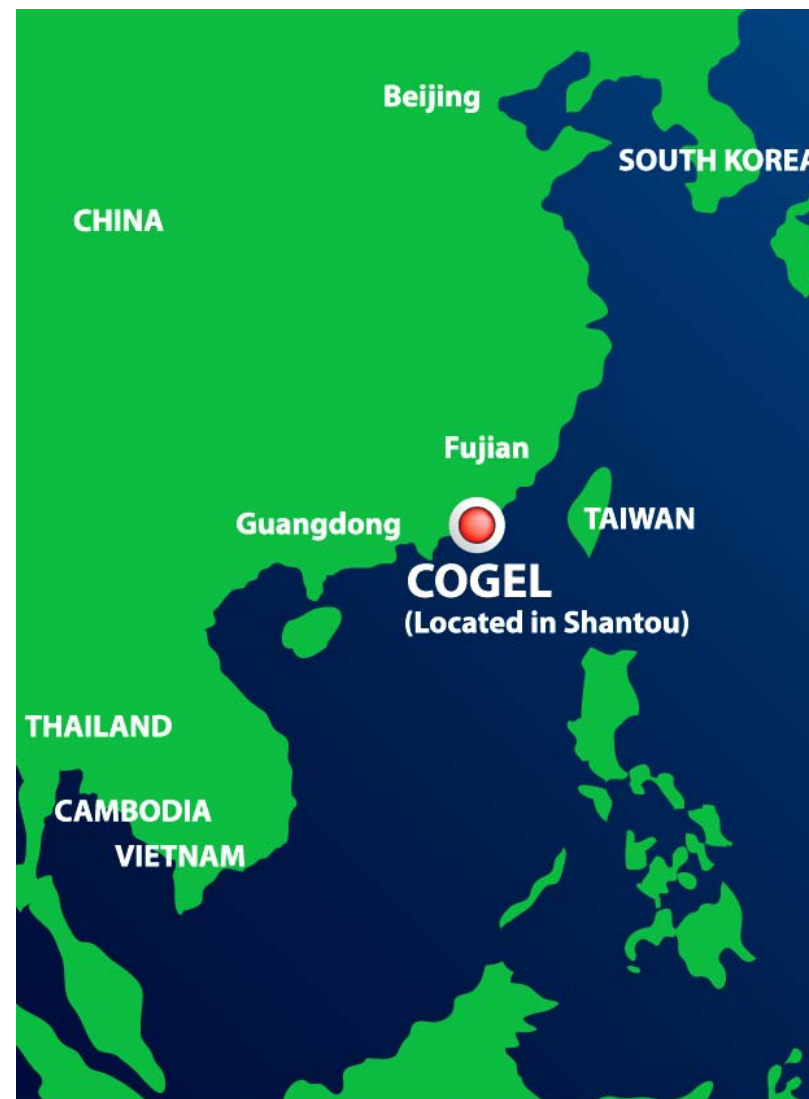 Beijing
SOUTH KOREA
CHINA
Fujian
Guangdong
TAIWAN
COGEL
(Located in Shantou)
THAILAND
CAMBODIA
VIETNAM